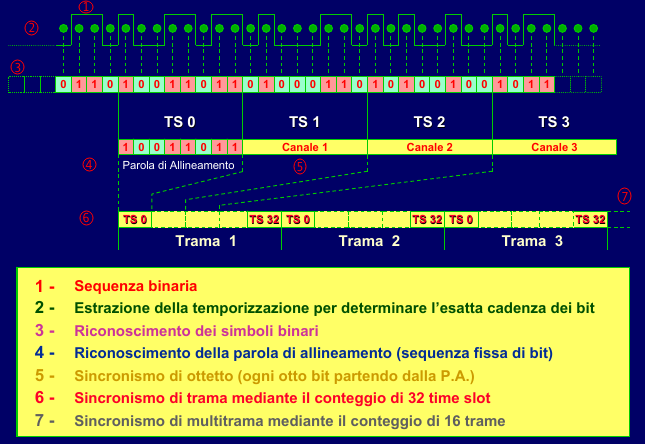 1
2
3
0 1 1 0 1 0 0 1 1 0 1 1 0 1 0 0 0 1 1 0 1 0 1 0 0 1 0 0 1 0 1 1
TS 0 TS 1 TS 2 TS 3
1 0 0 1 1 0 1 1 Canale 1 Canale 2 Canale 3
4 Parola di Allineamento 5
7
6 TS 0 TS 32 TS 0 TS 32 TS 0 TS 32
Trama 1 Trama 2 Trama 3
1 - Sequenza binaria
2 - Estrazione della temporizzazione per determinare l'esatta cadenza dei bit
3 - Riconoscimento dei simboli binari
4 - Riconoscimento della parola di allineamento (sequenza fissa di bit)
5 - Sincronismo di ottetto (ogni otto bit partendo dalla P.A.)
6 - Sincronismo di trama mediante il conteggio di 32 time slot
7 - Sincronismo di multitrama mediante il conteggio di 16 trame